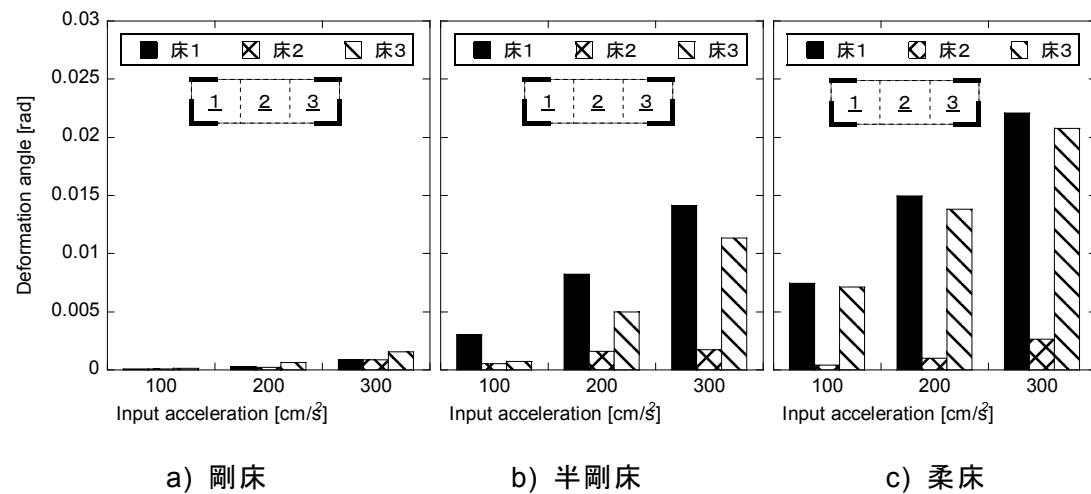 0.03
0.025
0.02
0.015
0.01
0.005
0
Deformation angle [rad]
床1 床2 床3
1 2 3
100 200 300
Input acceleration [cm/s²]
a) 剛床
床1 床2 床3
1 2 3
100 200 300
Input acceleration [cm/s²]
b) 半剛床
床1 床2 床3
1 2 3
100 200 300
Input acceleration [cm/s²]
c) 柔床